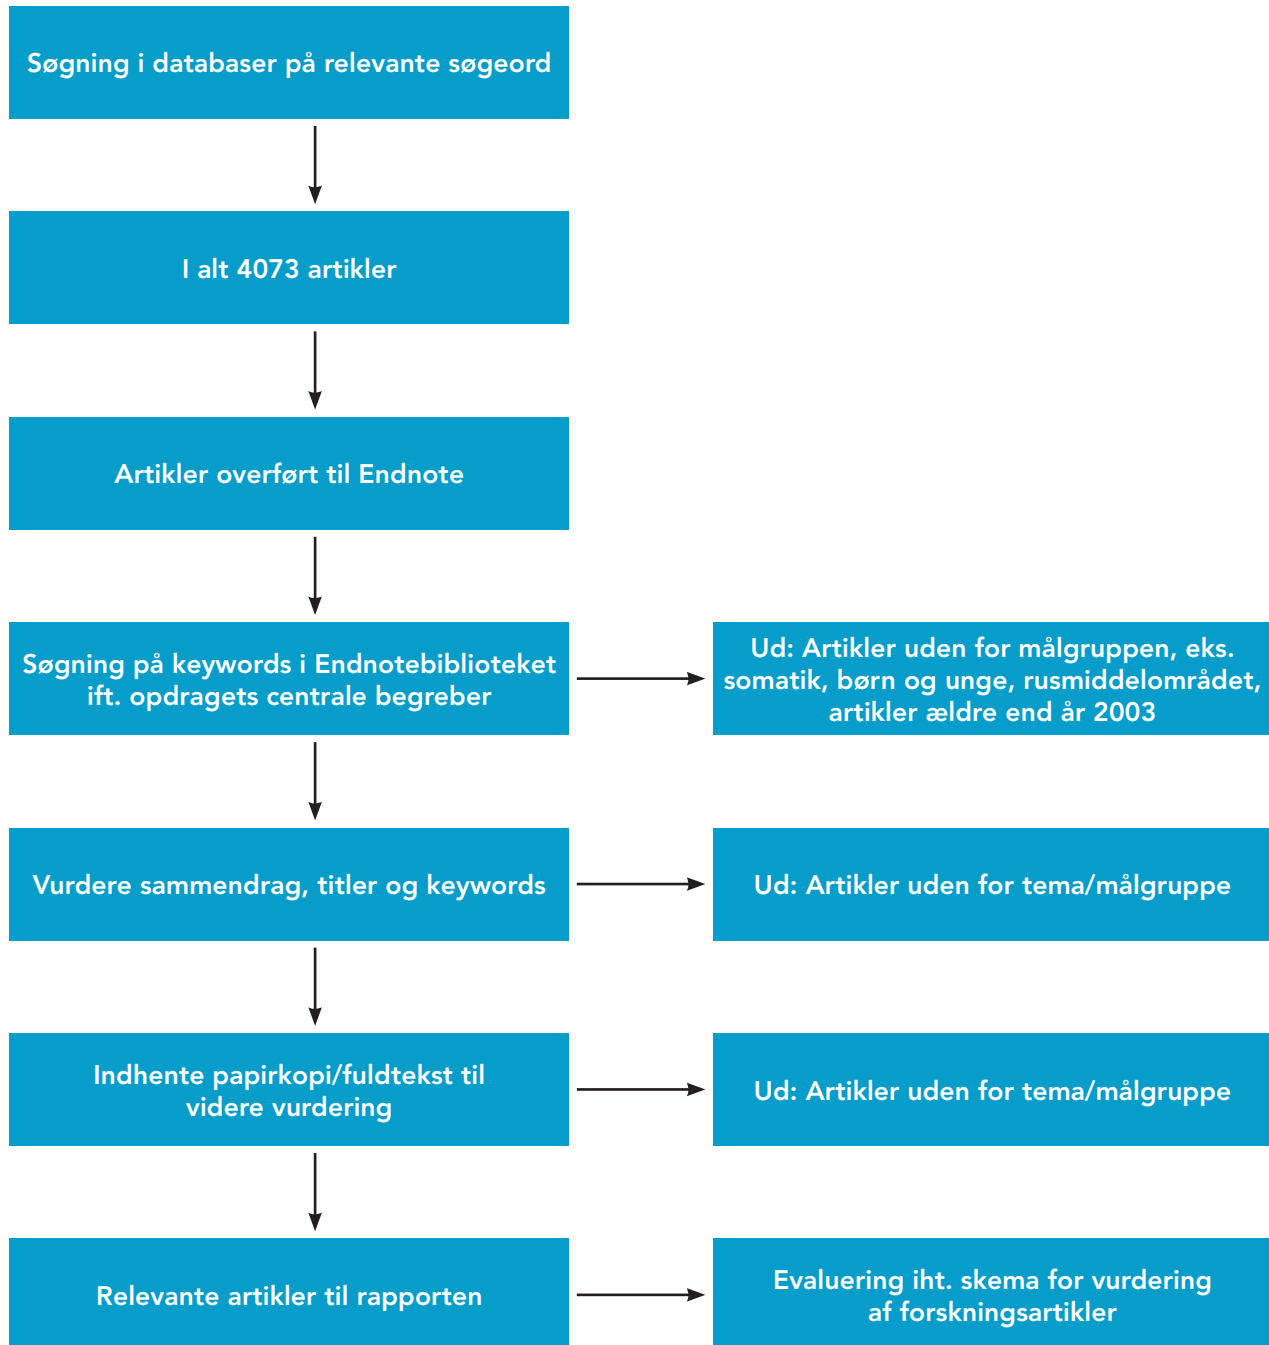 Søgning i databaser på relevante søgeord
I alt 4073 artikler
Artikler overført til Endnote
Søgning på keywords i Endnotebiblioteket
ift. opdragets centrale begreber
Ud: Artikler uden for målgruppen, eks.
somatik, børn og unge, rusmiddelområdet,
artikler ældre end år 2003
Vurdere sammendrag, titler og keywords
Ud: Artikler uden for tema/målgruppe
Indhente papirkopi/fuldtekst til
videre vurdering
Ud: Artikler uden for tema/målgruppe
Relevante artikler til rapporten
Evaluering iht. skema for vurdering
af forskningsartikler